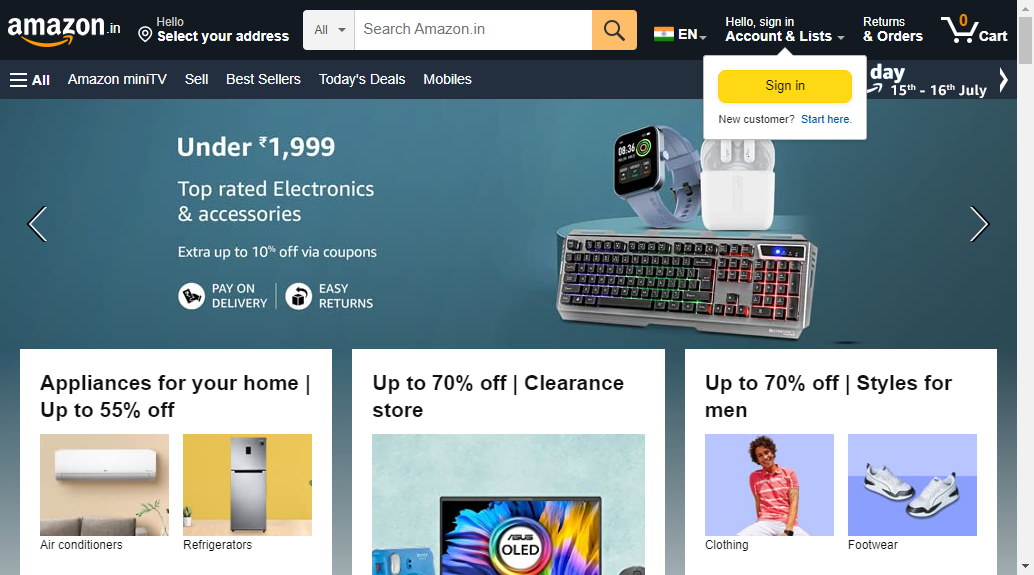 amazon.in
Hello
Select your address
All
Search Amazon.in
EN
Hello, sign in
Account & Lists
Returns
& Orders
0
Cart
All
Amazon miniTV
Sell
Best Sellers
Today's Deals
Mobiles
day
15th - 16th July
Sign in
New customer? Start here.
Under ₹1,999
Top rated Electronics
& accessories
Extra up to 10% off via coupons
PAY ON
DELIVERY
EASY
RETURNS
08:36
Appliances for your home |
Up to 55% off
Air conditioners
Refrigerators
Up to 70% off | Clearance
store
ASUS
OLED
Up to 70% off | Styles for
men
Clothing
Footwear